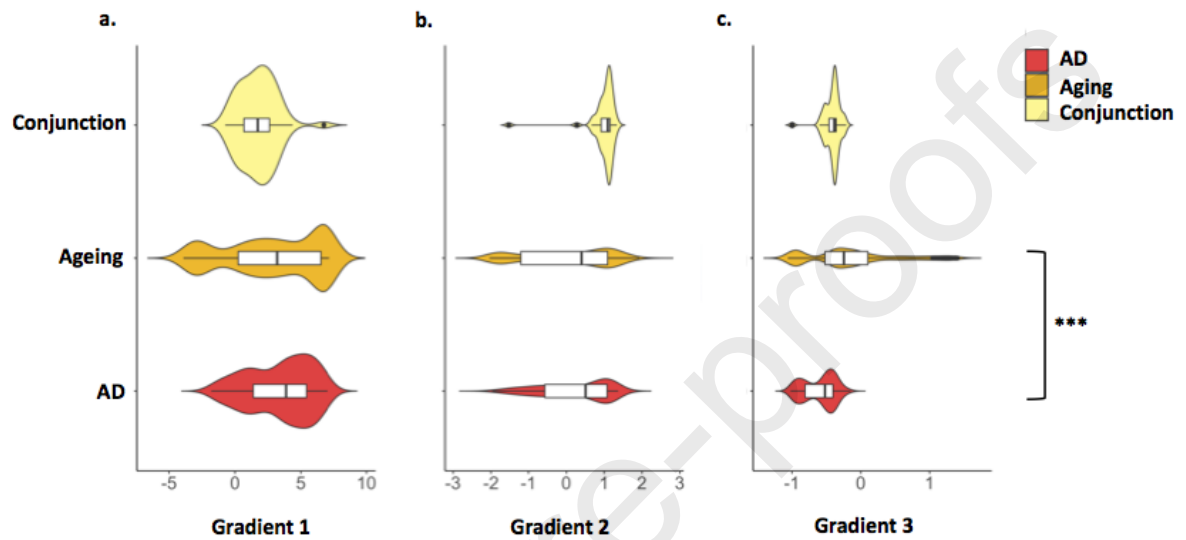 a.
b.
c.
AD
Aging
Conjunction
Conjunction
Ageing
AD
***
-5 0 5 10
-3 -2 -1 0 1 2 3
-1 0 1
Gradient 1
Gradient 2
Gradient 3
e-proofs